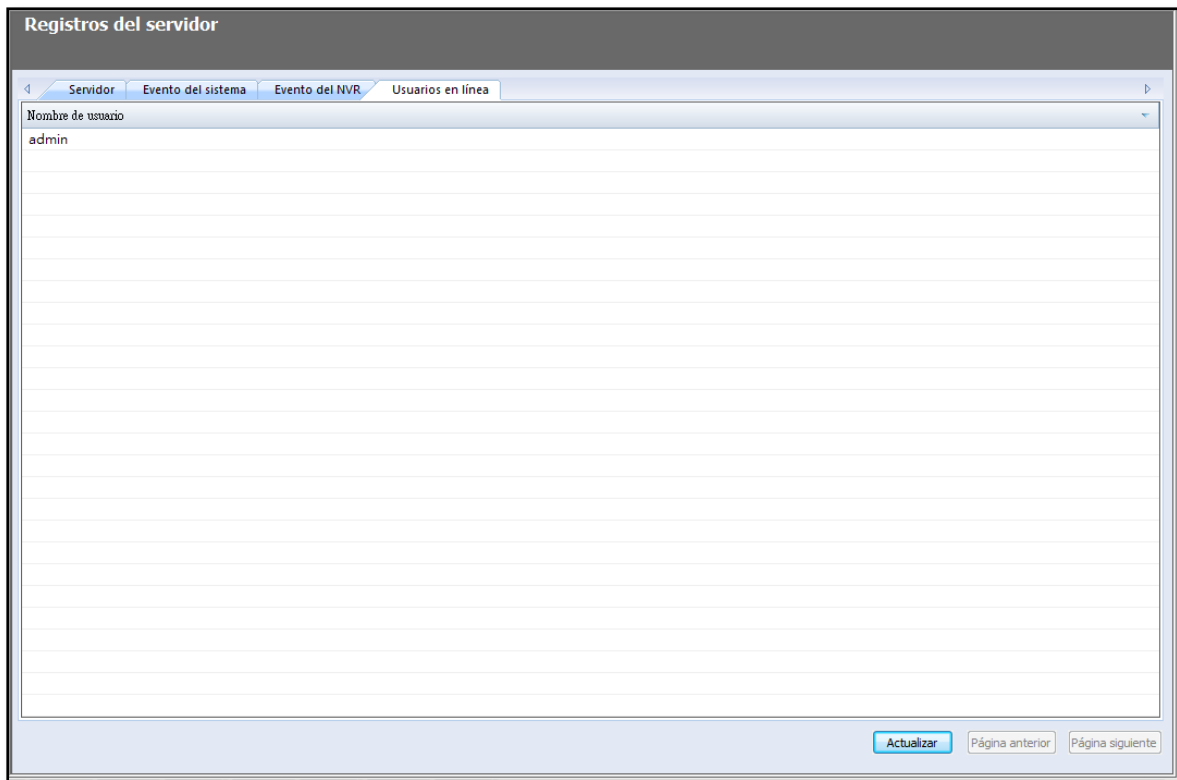 Registros del servidor
Servidor Evento del sistema Evento del NVR Usuarios en línea
Nombre de usuario
admin
Actualizar Página anterior Página siguiente